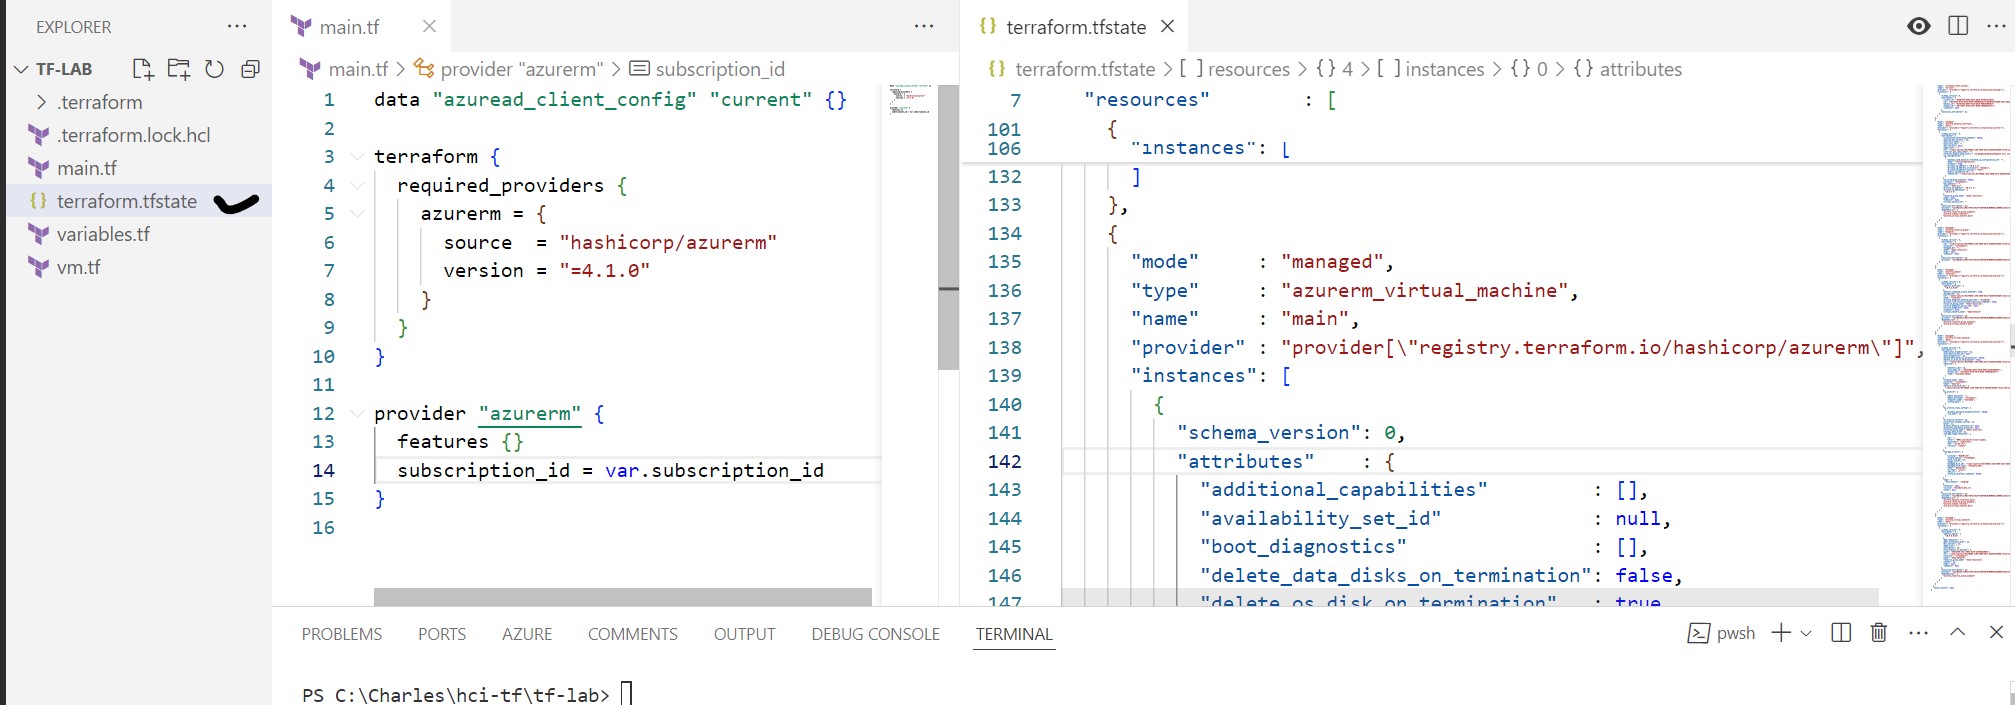 EXPLORER
TF-LAB
.terraform
.terraform.lock.hcl
main.tf
terraform.tfstate
variables.tf
vm.tf
main.tf
main.tf > provider "azurerm" > subscription_id
1 data "azuread_client_config" "current" {}
2
3 terraform {
4 required_providers {
5 azurerm = {
6 source = "hashicorp/azurerm"
7 version = "=4.1.0"
8 }
9 }
10 }
11
12 provider "azurerm" {
13 features {}
14 subscription_id = var.subscription_id
15 }
16
{} terraform.tfstate
{} terraform.tfstate > [ ] resources > {} 4 > [ ] instances > {} 0 > {} attributes
7 "resources" : [
101 {
106 "instances": [
132 ]
133 },
134 {
135 "mode" : "managed",
136 "type" : "azurerm_virtual_machine",
137 "name" : "main",
138 "provider" : "provider[\"registry.terraform.io/hashicorp/azurerm\"]",
139 "instances": [
140 {
141 "schema_version": 0,
142 "attributes" : {
143 "additional_capabilities" : [],
144 "availability_set_id" : null,
145 "boot_diagnostics" : [],
146 "delete_data_disks_on_termination": false,
147 "delete_os_disk_on_termination" : true
PROBLEMS PORTS AZURE COMMENTS OUTPUT DEBUG CONSOLE TERMINAL
pwsh
PS C:\Charles\hci-tf\tf-lab>